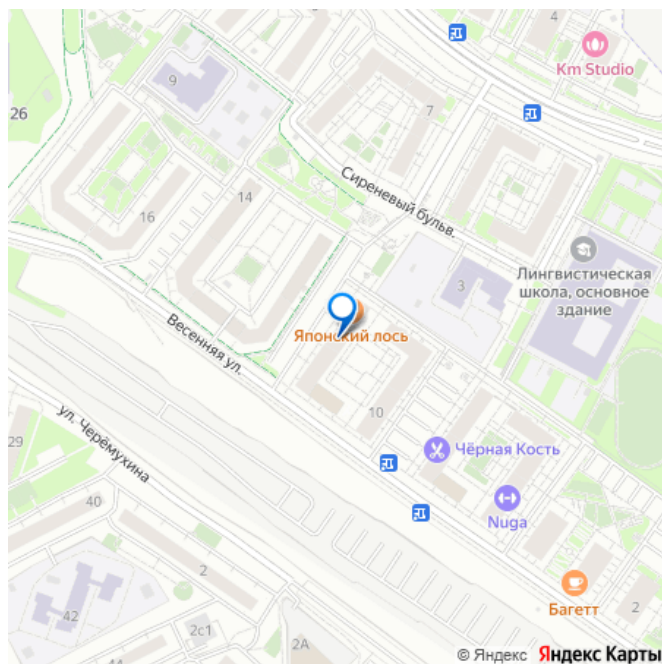 4
Km Studio
9
26
7
Сиреневый бульв.
14
16
Лингвистическая
школа, основное
здание
3
Весенняя ул.
Японский лось
10
ул. Черёмухина
29
Чёрная Кость
40
Nuga
2
Багетт
2
42
2с1
2А
44
© Яндекс Яндекс Карты